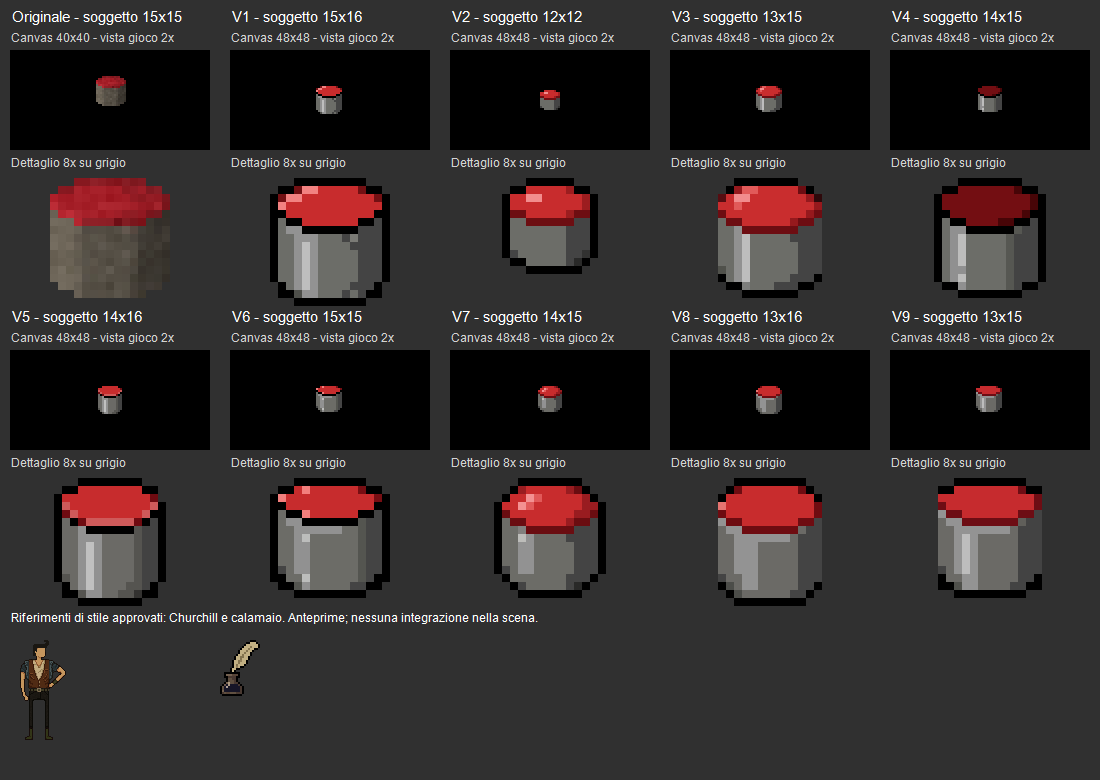 Originale - soggetto 15x15
V1 - soggetto 15x16
V2 - soggetto 12x12
V3 - soggetto 13x15
V4 - soggetto 14x15
Canvas 40x40 - vista gioco 2x
Canvas 48x48 - vista gioco 2x
Canvas 48x48 - vista gioco 2x
Canvas 48x48 - vista gioco 2x
Canvas 48x48 - vista gioco 2x
Dettaglio 8x su grigio
Dettaglio 8x su grigio
Dettaglio 8x su grigio
Dettaglio 8x su grigio
Dettaglio 8x su grigio
V5 - soggetto 14x16
V6 - soggetto 15x15
V7 - soggetto 14x15
V8 - soggetto 13x16
V9 - soggetto 13x15
Canvas 48x48 - vista gioco 2x
Canvas 48x48 - vista gioco 2x
Canvas 48x48 - vista gioco 2x
Canvas 48x48 - vista gioco 2x
Canvas 48x48 - vista gioco 2x
Dettaglio 8x su grigio
Dettaglio 8x su grigio
Dettaglio 8x su grigio
Dettaglio 8x su grigio
Dettaglio 8x su grigio
Riferimenti di stile approvati: Churchill e calamaio. Anteprime; nessuna integrazione nella scena.